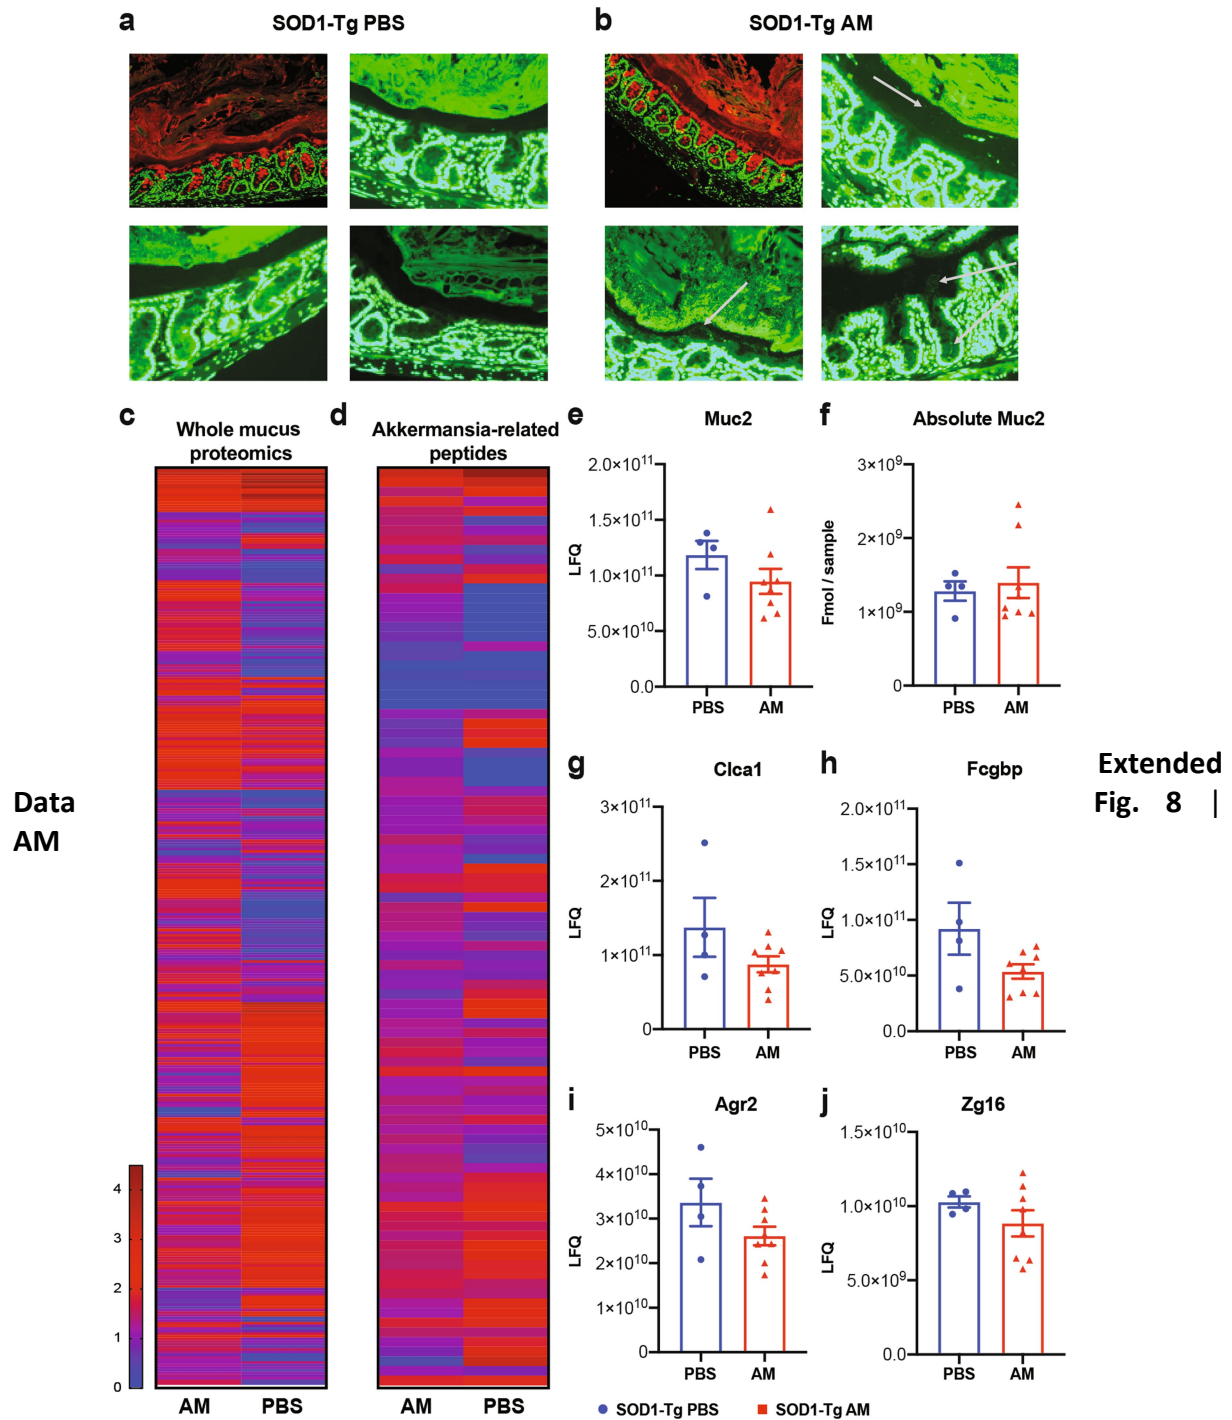 a SOD1-Tg PBS
b SOD1-Tg AM
c Whole mucus
proteomics
d Akkermansia-related
peptides
4
3
2
1
0
AM PBS
AM PBS
e Muc2
LFQ
2.0×10¹¹
1.5×10¹¹
1.0×10¹¹
5.0×10¹⁰
0.0
PBS AM
f Absolute Muc2
Fmol / sample
3×10⁹
2×10⁹
1×10⁹
0
PBS AM
g Clca1
LFQ
3×10¹¹
2×10¹¹
1×10¹¹
0
PBS AM
h Fcgbp
LFQ
2.0×10¹¹
1.5×10¹¹
1.0×10¹¹
5.0×10¹⁰
0.0
PBS AM
i Agr2
LFQ
5×10¹⁰
4×10¹⁰
3×10¹⁰
2×10¹⁰
1×10¹⁰
0
PBS AM
j Zg16
LFQ
1.5×10¹⁰
1.0×10¹⁰
5.0×10⁹
0.0
PBS AM
SOD1-Tg PBS SOD1-Tg AM
Extended
Data Fig. 8 |
AM